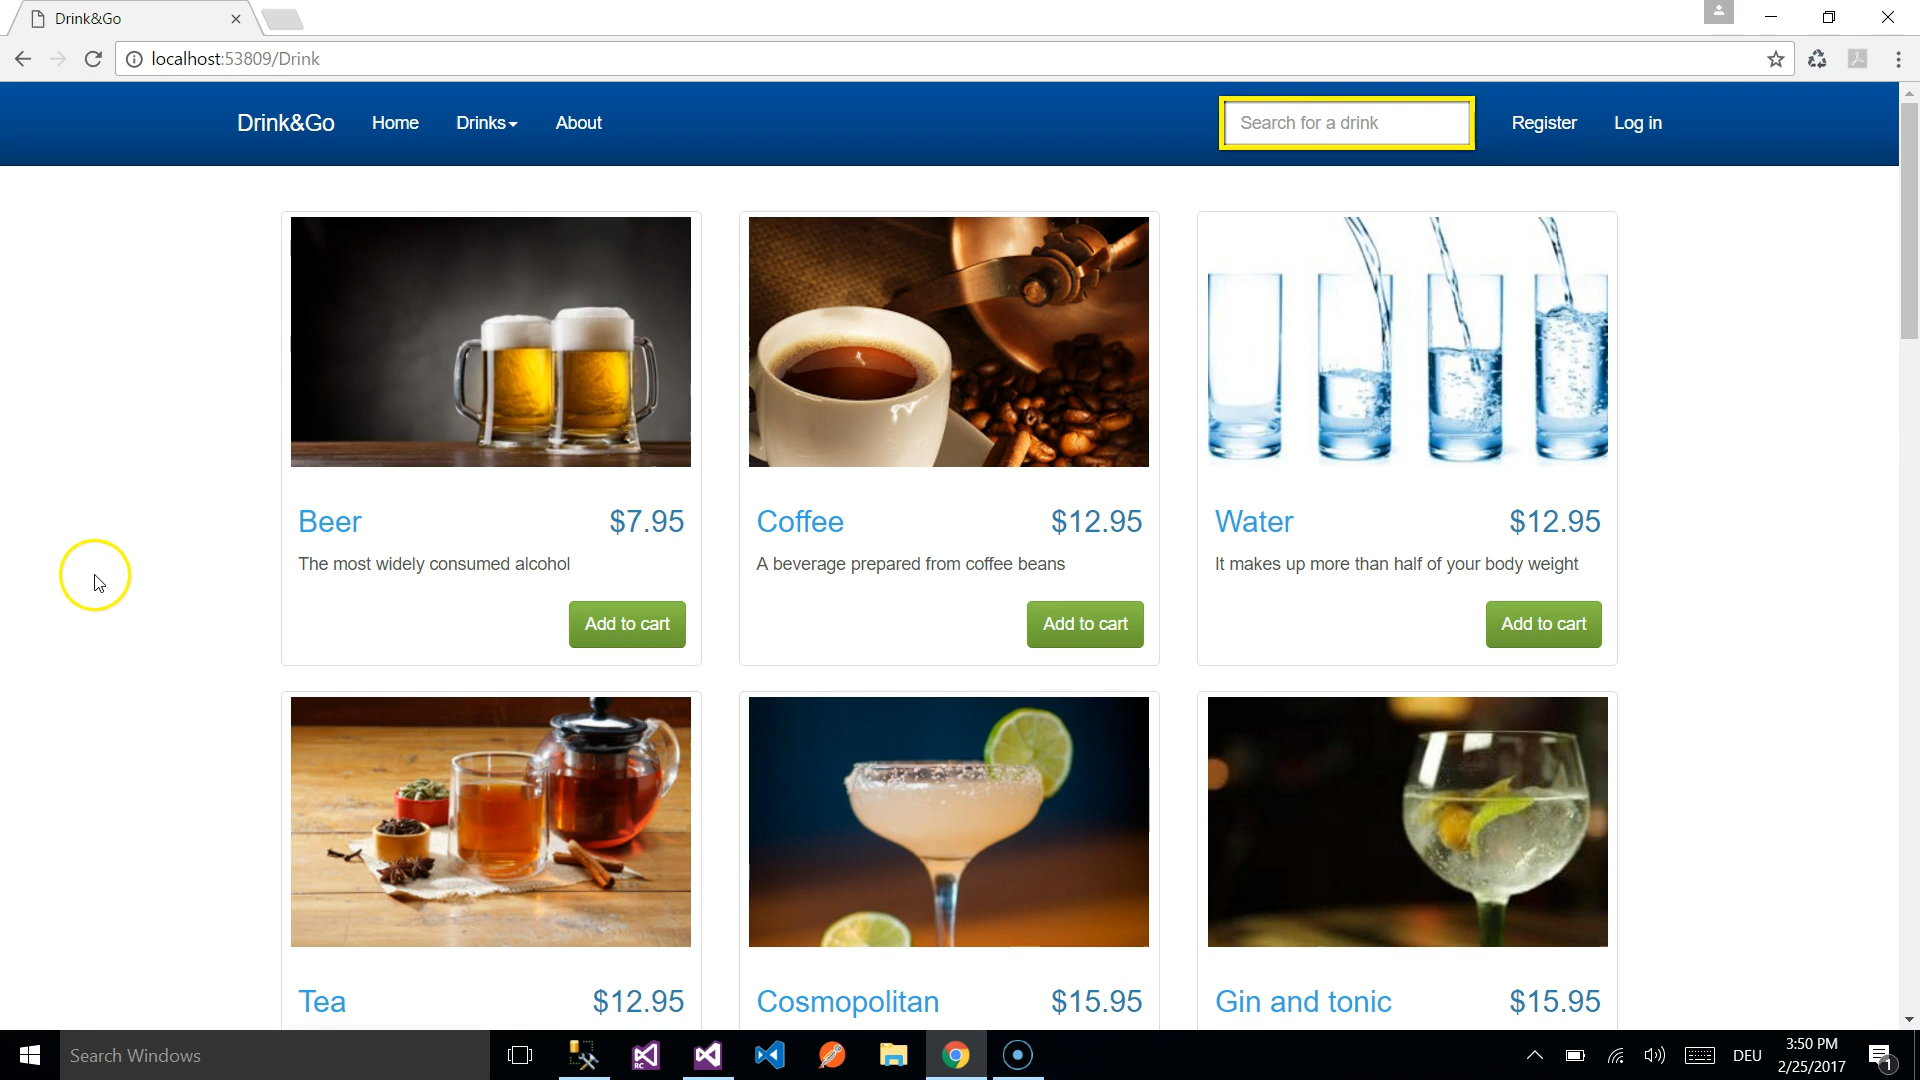 Drink&Go
localhost:53809/Drink
Drink&Go Home Drinks About Search for a drink Register Log in
Beer $7.95 Coffee $12.95 Water $12.95
The most widely consumed alcohol A beverage prepared from coffee beans It makes up more than half of your body weight
Add to cart Add to cart Add to cart
Tea $12.95 Cosmopolitan $15.95 Gin and tonic $15.95
Search Windows RC DEU 3:50 PM
2/25/2017 1